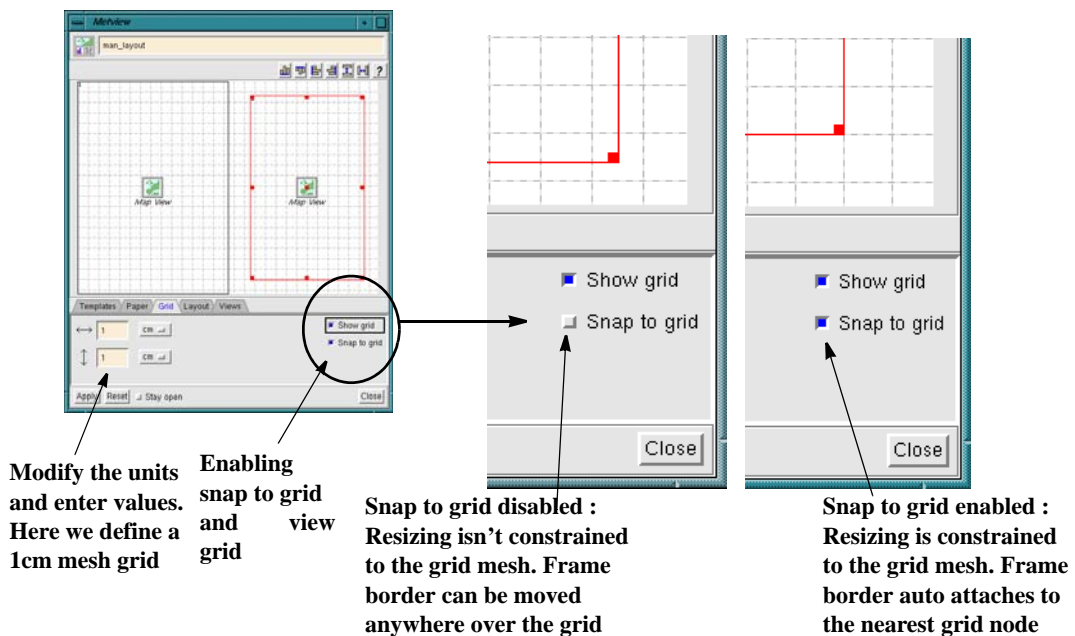 Metview
man_layout
?
Map View
Map View
Templates Paper Grid Layout Views
1 cm
1 cm
Show grid
Snap to grid
Apply Reset Stay open Close
Show grid
Snap to grid
Close
Show grid
Snap to grid
Close
Modify the units
and enter values.
Here we define a
1cm mesh grid
Enabling
snap to grid
and view
grid
Snap to grid disabled :
Resizing isn't constrained
to the grid mesh. Frame
border can be moved
anywhere over the grid
Snap to grid enabled :
Resizing is constrained
to the grid mesh. Frame
border auto attaches to
the nearest grid node